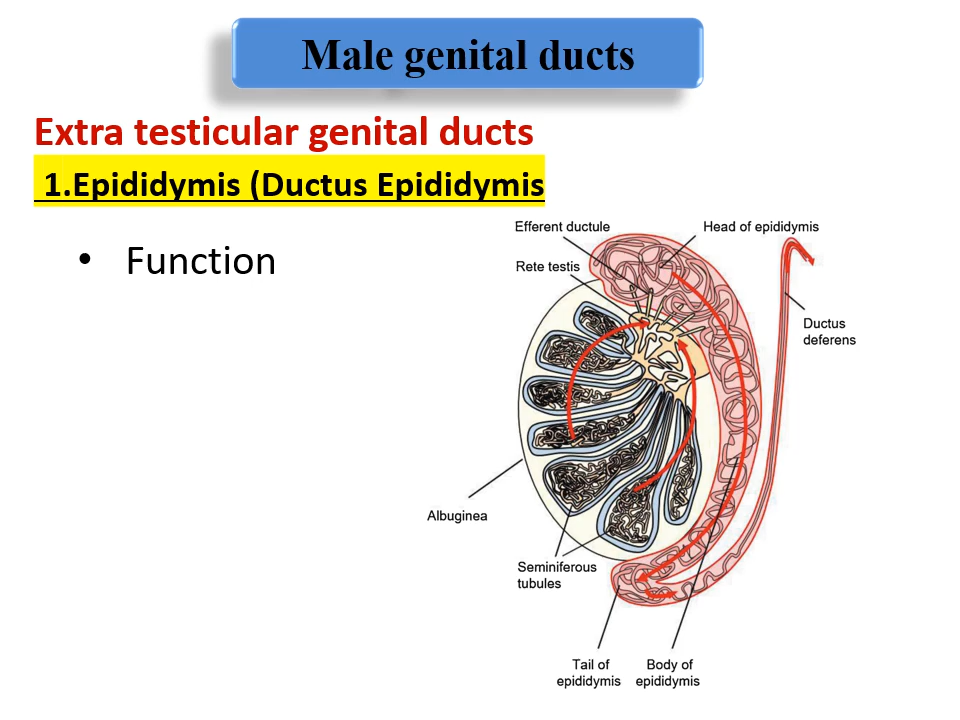 Male genital ducts
Extra testicular genital ducts
1.Epididymis (Ductus Epididymis
• Function
Efferent ductule
Head of epididymis
Rete testis
Ductus
deferens
Albuginea
Seminiferous
tubules
Tail of
epididymis
Body of
epididymis